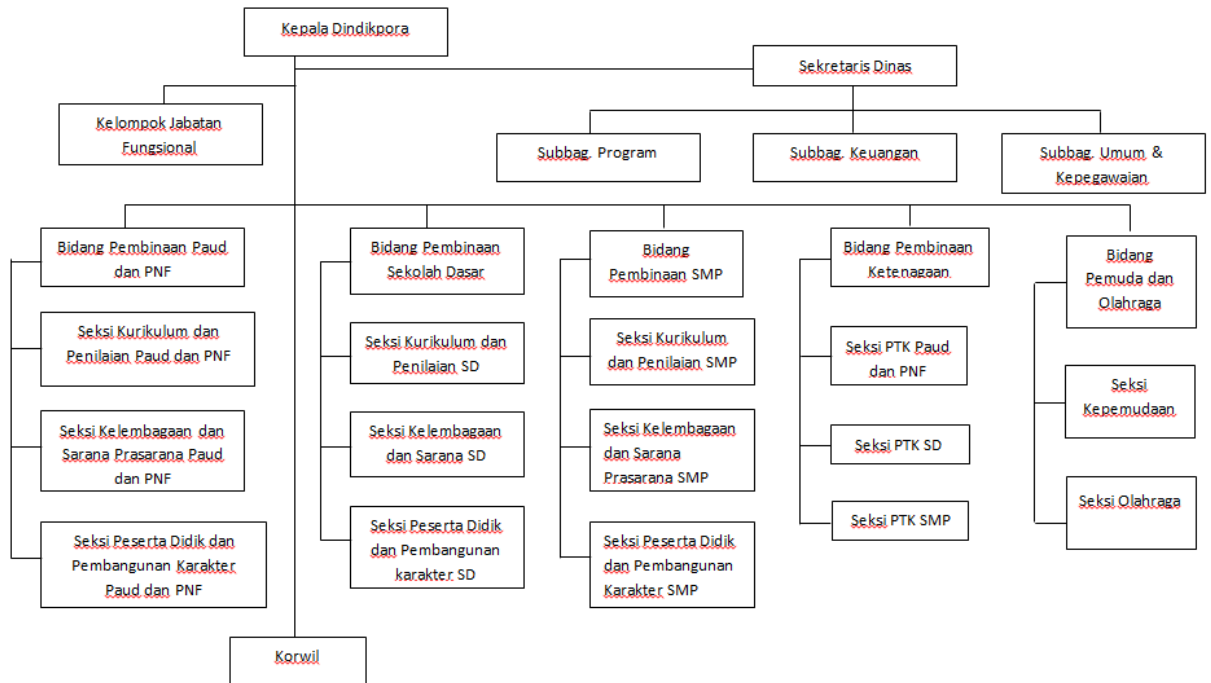 Kepala Dindikpora
Sekretaris Dinas
Kelompok Jabatan
Fungsional
Subbag. Program
Subbag. Keuangan
Subbag. Umum &
Kepegawaian
Bidang Pembinaan Paud
dan PNF
Bidang Pembinaan
Sekolah Dasar
Bidang
Pembinaan SMP
Bidang Pembinaan
Ketenagaan
Bidang
Pemuda dan
Olahraga
Seksi Kurikulum dan
Penilaian Paud dan PNF
Seksi Kurikulum dan
Penilaian SD
Seksi Kurikulum
dan Penilaian SMP
Seksi PTK Paud
dan PNF
Seksi
Kepemudaan
Seksi Kelembagaan dan
Sarana Prasarana Paud
dan PNF
Seksi Kelembagaan
dan Sarana SD
Seksi Kelembagaan
dan Sarana
Prasarana SMP
Seksi PTK SD
Seksi Olahraga
Seksi Peserta Didik dan
Pembangunan Karakter
Paud dan PNF
Seksi Peserta Didik
dan Pembangunan
karakter SD
Seksi Peserta Didik
dan Pembangunan
Karakter SMP
Seksi PTK SMP
Korwil